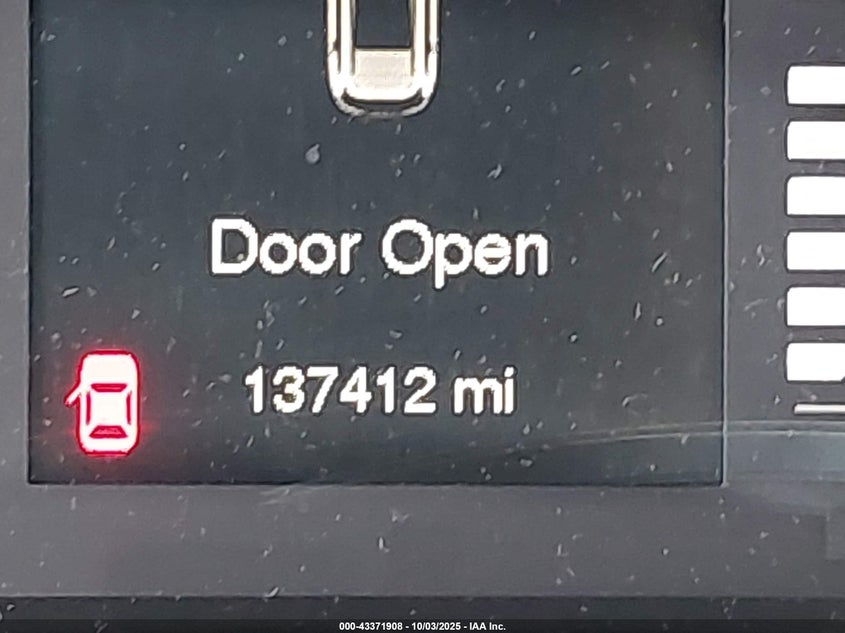 Door Open
137412 mi
000-43371908 - 10/03/2025 - IAA Inc.